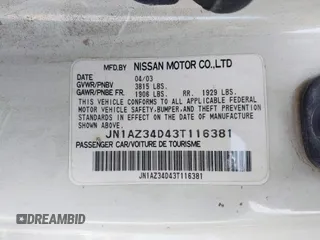 MFD.BY NISSAN MOTOR CO.,LTD
DATE 04/03
GVWR/PNBV 3815 LBS.
GAWR/PNBE FR. 1906 LBS. RR. 1929 LBS.
THIS VEHICLE CONFORMS TO ALL APPLICABLE FEDERAL
MOTOR VEHICLE SAFETY,BUMPER,AND THEFT PREVENTION
STANDARDS IN EFFECT ON THE DATE OF MANUFACTURE
SHOWN ABOVE.
JN1AZ34D43T116381
PASSENGER CAR/VOITURE DE TOURISME
JN1AZ34D43T116381
DREAMBID